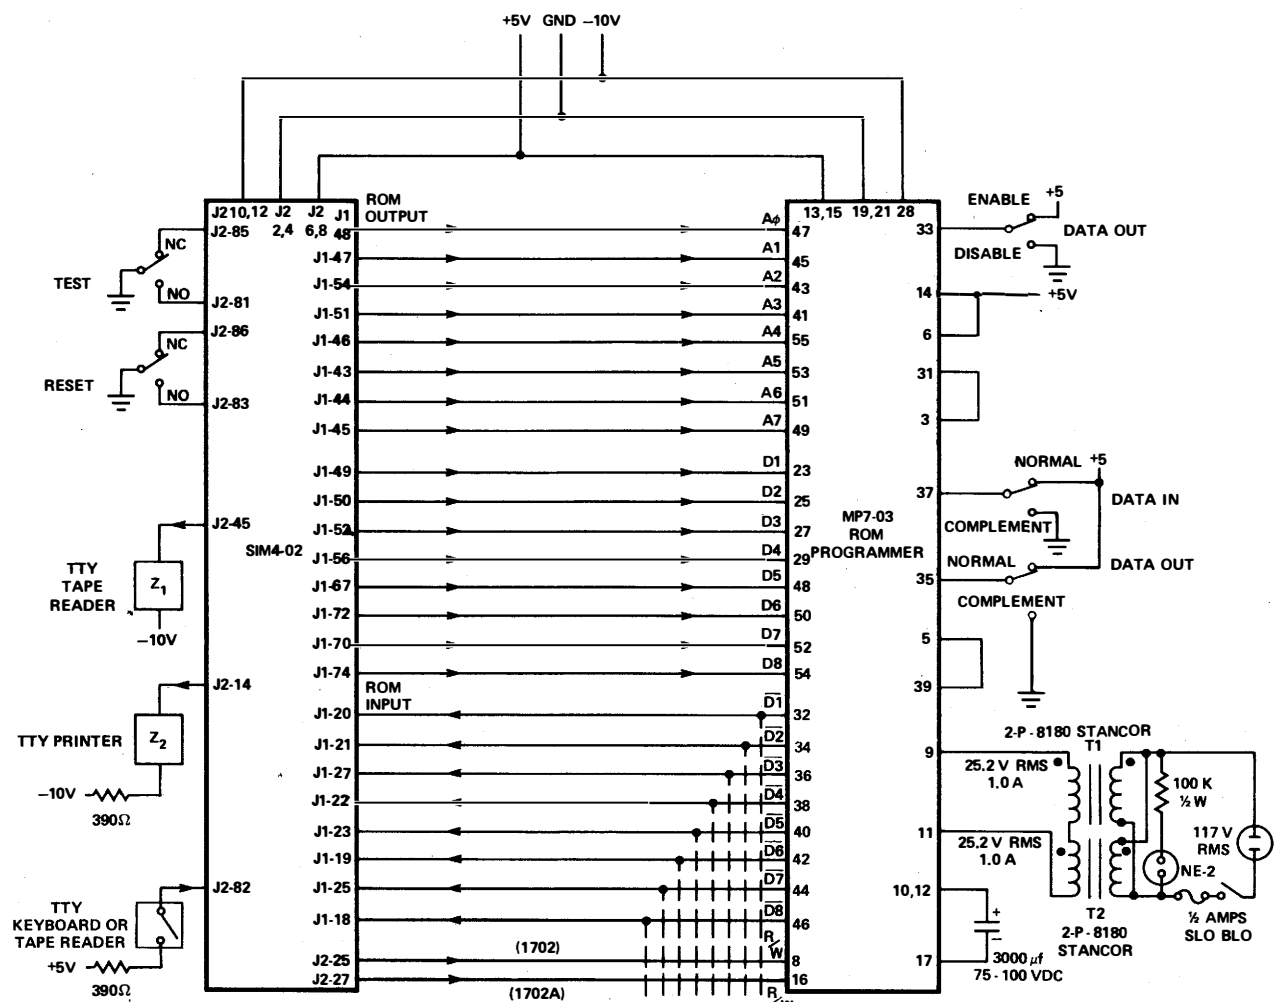 +5V GND −10V
J2 10,12 J2 J2 J1
2,4 6,8 48
ROM
OUTPUT
Aϕ
13,15 19,21 28
47
ENABLE +5
33
DATA OUT
DISABLE
J2-85
NC
TEST
NO
J2-81
J2-86
NC
RESET
NO
J2-83
J1-47 A1 45
J1-54 A2 43
J1-51 A3 41
J1-46 A4 55
J1-43 A5 53
J1-44 A6 51
J1-45 A7 49
J1-49 D1 23
J1-50 D2 25
J1-52 D3 27
J1-56 D4 29
J1-67 D5 48
J1-72 D6 50
J1-70 D7 52
J1-74 D8 54
14 +5V
6
31
3
NORMAL +5
37 DATA IN
COMPLEMENT
NORMAL
35 DATA OUT
COMPLEMENT
5
39
J2-45
SIM4-02
MP7-03
ROM
PROGRAMMER
TTY
TAPE
READER
Z1
−10V
J2-14
TTY PRINTER
Z2
−10V
390Ω
ROM
INPUT
J1-20 D̅1̅ 32
J1-21 D̅2̅ 34
J1-27 D̅3̅ 36
J1-22 D̅4̅ 38
J1-23 D̅5̅ 40
J1-19 D̅6̅ 42
J1-25 D̅7̅ 44
J1-18 D̅8̅ 46
J2-82
TTY
KEYBOARD OR
TAPE READER
+5V
390Ω
(1702)
J2-25 R/W 8
J2-27 16
(1702A) R/
2-P-8180 STANCOR
T1
9
25.2 V RMS
1.0 A
100 K
½ W
11
25.2 V RMS
1.0 A
117 V
RMS
NE-2
10,12
T2
2-P-8180
STANCOR
½ AMPS
SLO BLO
+
−
17
3000 µf
75-100 VDC